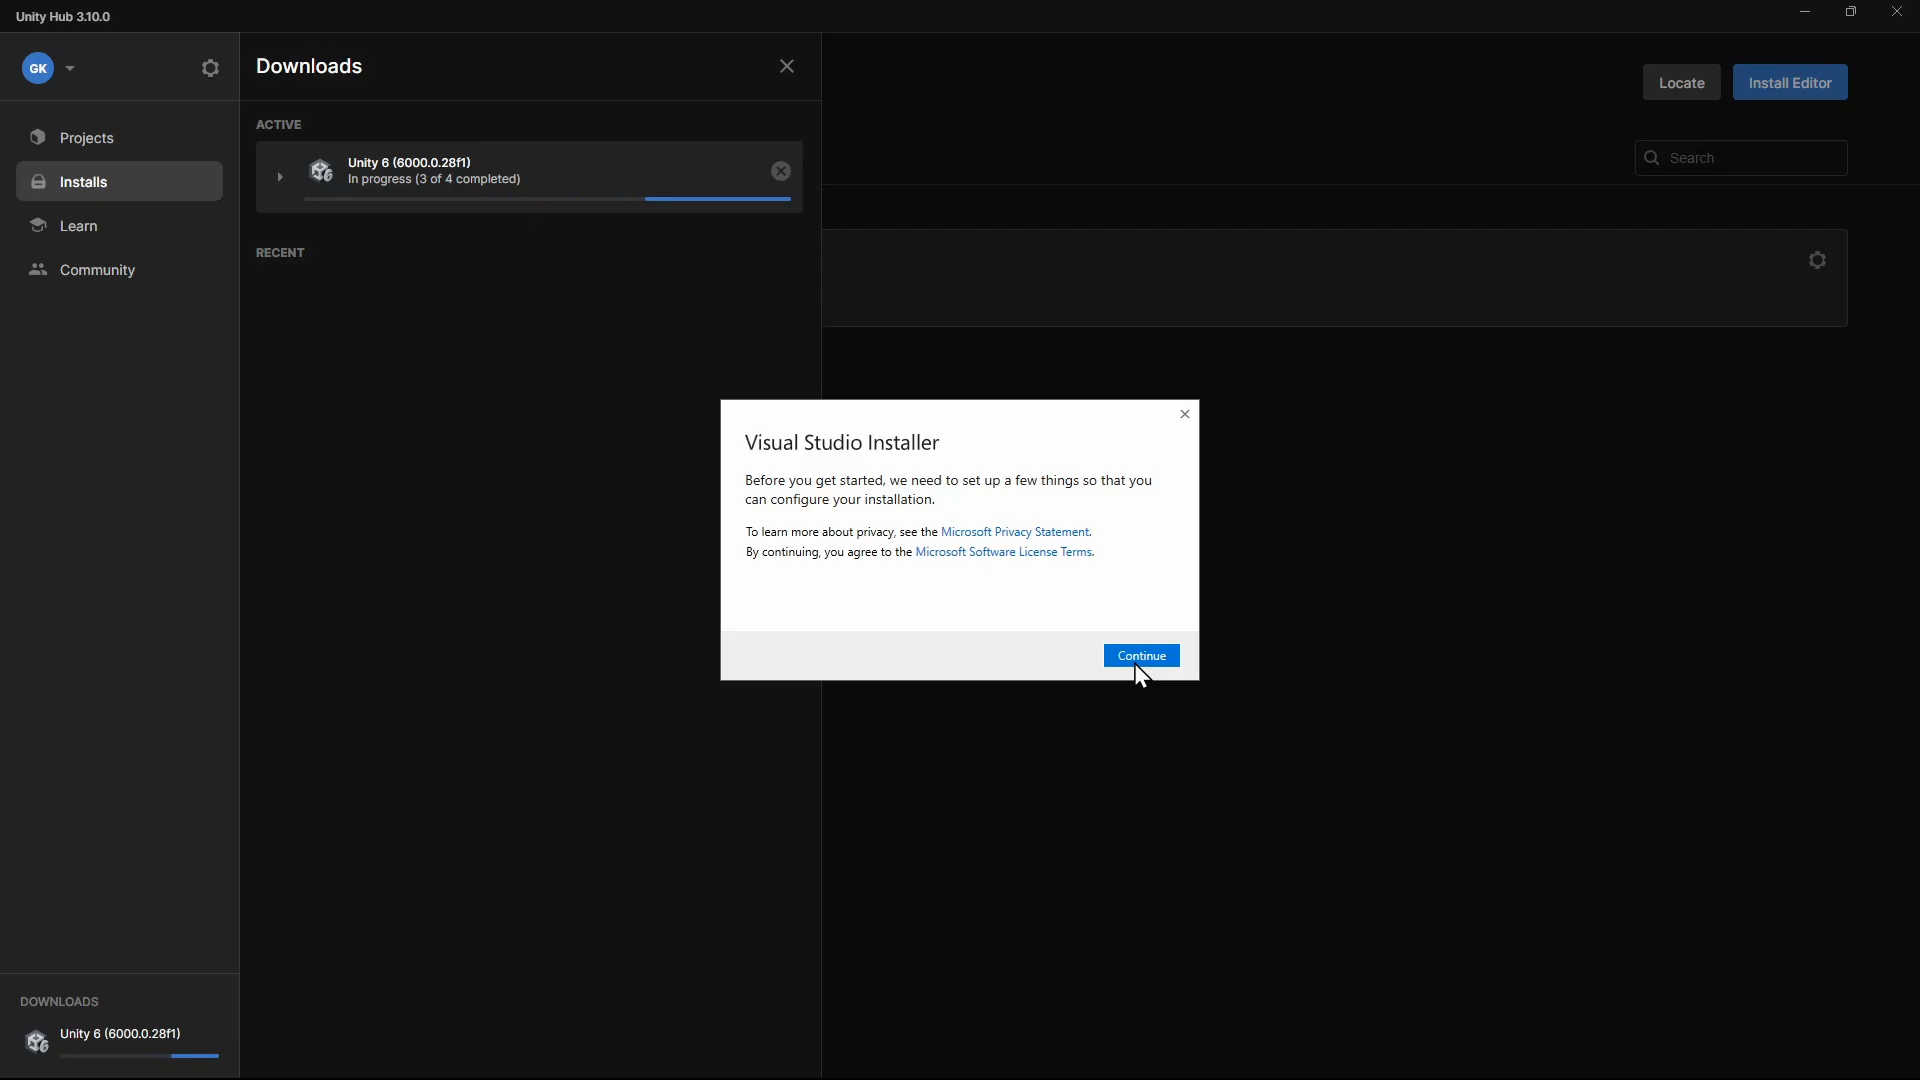 Unity Hub 3.10.0
GK
Projects
Installs
Learn
Community
Downloads
ACTIVE
Unity 6 (6000.0.28f1)
In progress (3 of 4 completed)
RECENT
Locate
Install Editor
Search
Visual Studio Installer
Before you get started, we need to set up a few things so that you
can configure your installation.
To learn more about privacy, see the Microsoft Privacy Statement.
By continuing, you agree to the Microsoft Software License Terms.
Continue
DOWNLOADS
Unity 6 (6000.0.28f1)